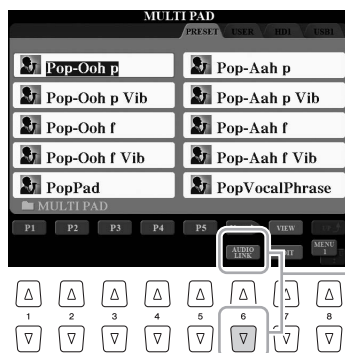 MULTI PAD
PRESET USER HD1 USB1
Pop-Ooh p Pop-Aah p
Pop-Ooh p Vib Pop-Aah p Vib
Pop-Ooh f Pop-Aah f
Pop-Ooh f Vib Pop-Aah f Vib
PopPad PopVocalPhrase
MULTI PAD
P1 P2 P3 P4 P5 VIEW
AUDIO LINK MENU 1
1 2 3 4 5 6 7 8